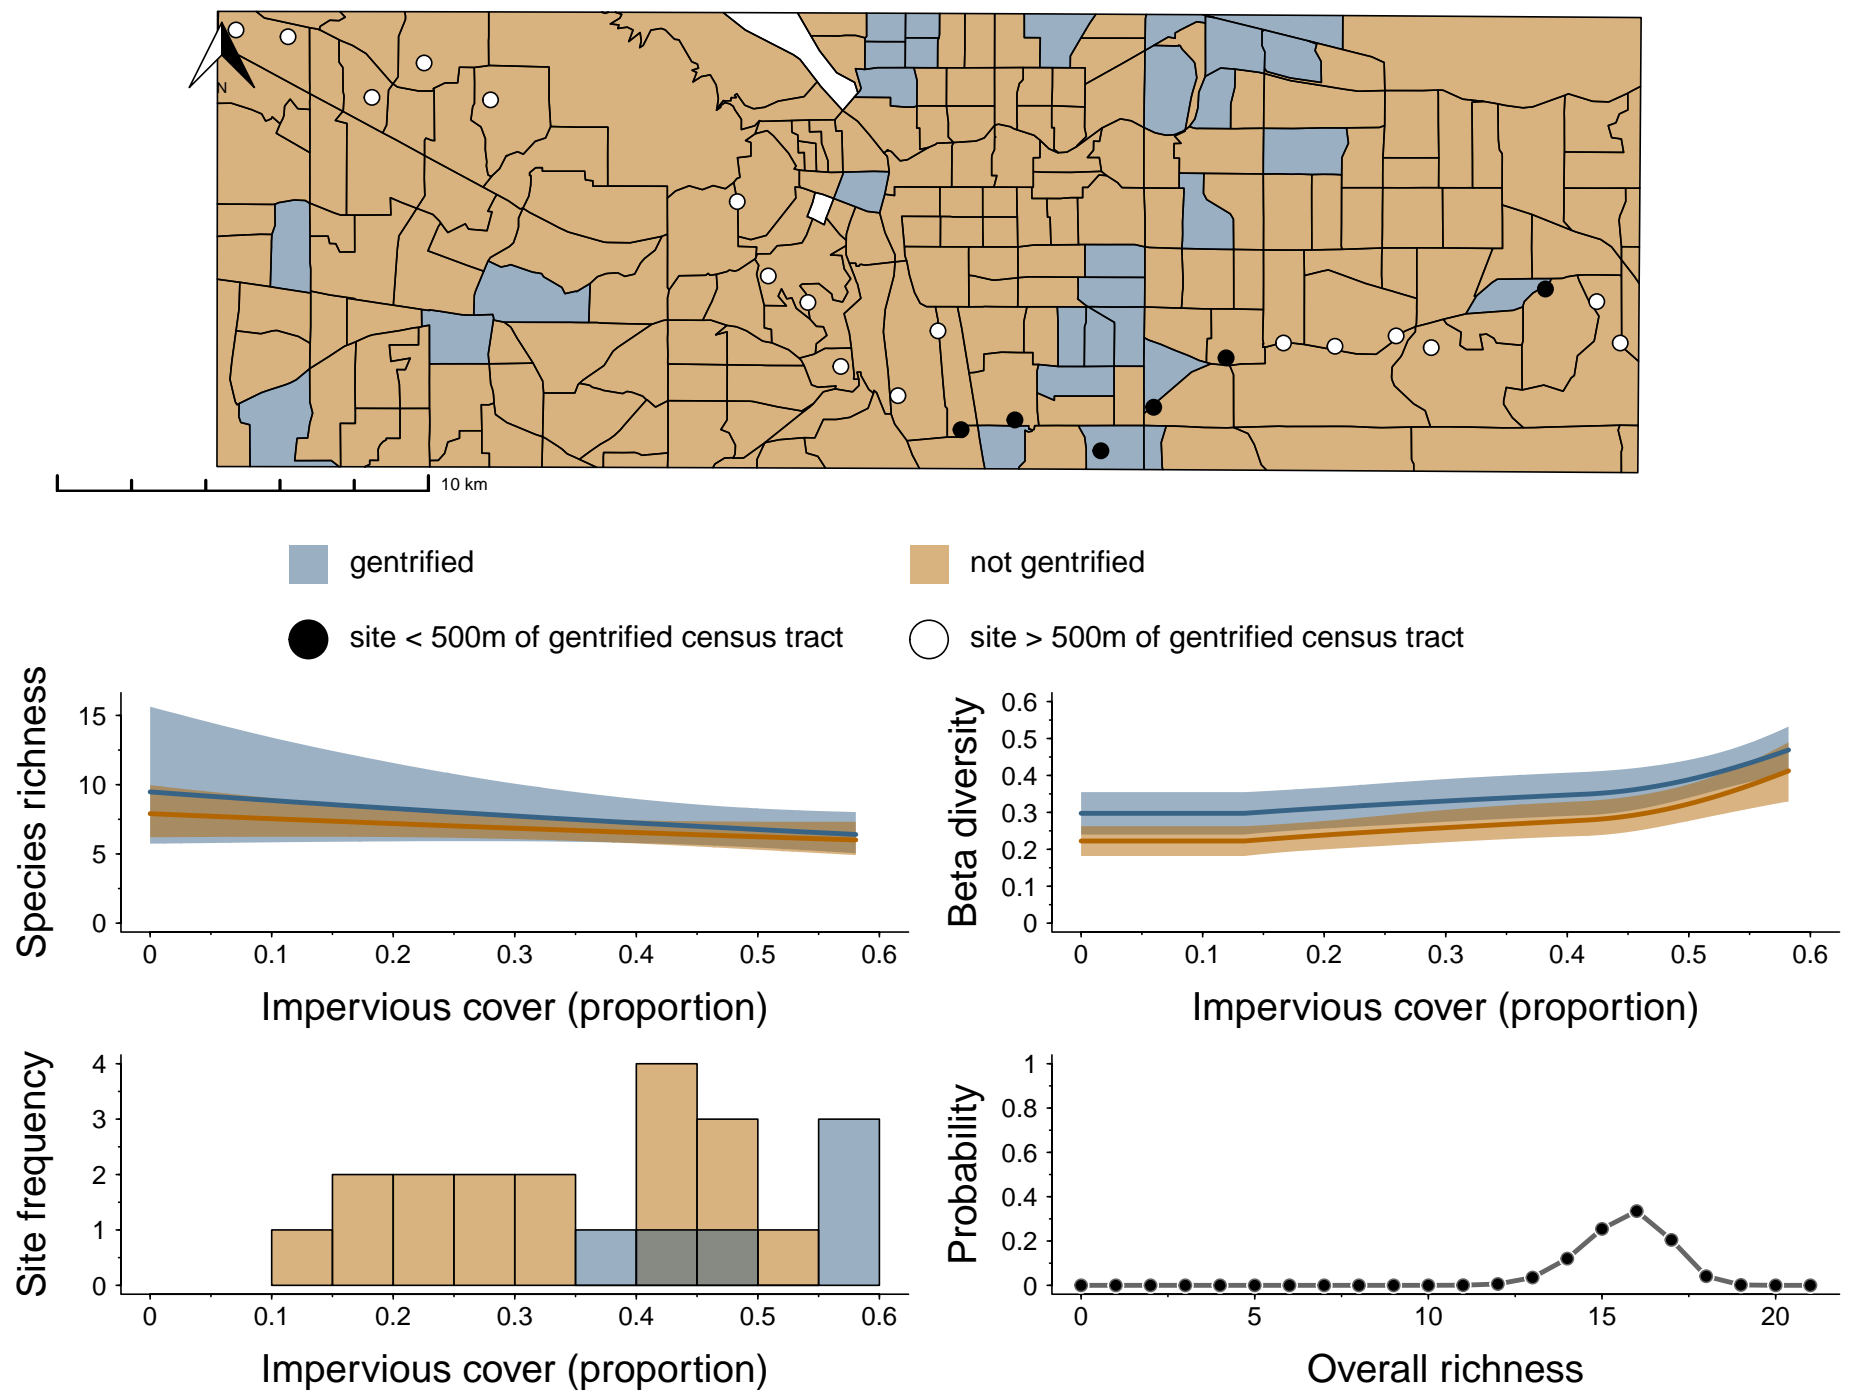 N
10 km
gentrified
not gentrified
site < 500m of gentrified census tract
site > 500m of gentrified census tract
Species richness
15
10
5
0
0 0.1 0.2 0.3 0.4 0.5 0.6
Impervious cover (proportion)
Beta diversity
0.6
0.5
0.4
0.3
0.2
0.1
0
0 0.1 0.2 0.3 0.4 0.5 0.6
Impervious cover (proportion)
Site frequency
4
3
2
1
0
0 0.1 0.2 0.3 0.4 0.5 0.6
Impervious cover (proportion)
Probability
1
0.8
0.6
0.4
0.2
0
0 5 10 15 20
Overall richness